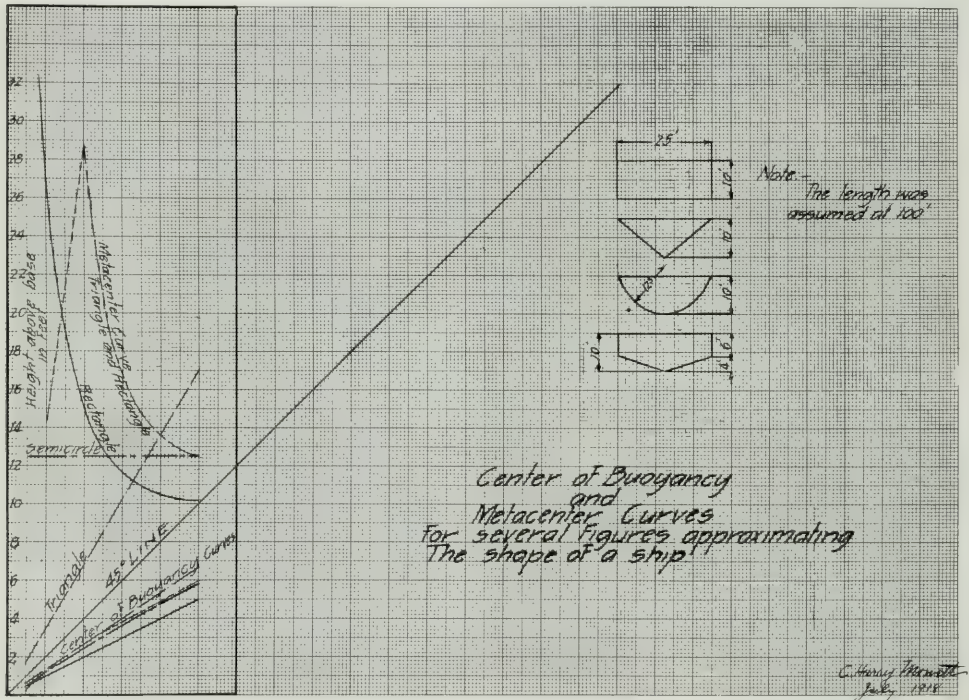 32
30
28
26
24
22
20
18
16
14
12
10
8
6
4
2
Height above base
in Feet
Metacenter Curve
Triangle and Rectangle
Rectangle
Semicircle
Triangle
45° LINE
Center of Buoyancy Curves
25'
10'
10'
10'
10'
6'
4'
Note:-
The length was
assumed at 100'
Center of Buoyancy
and
Metacenter Curves
For several Figures approximating
The shape of a ship
C. Harvey
July 1918